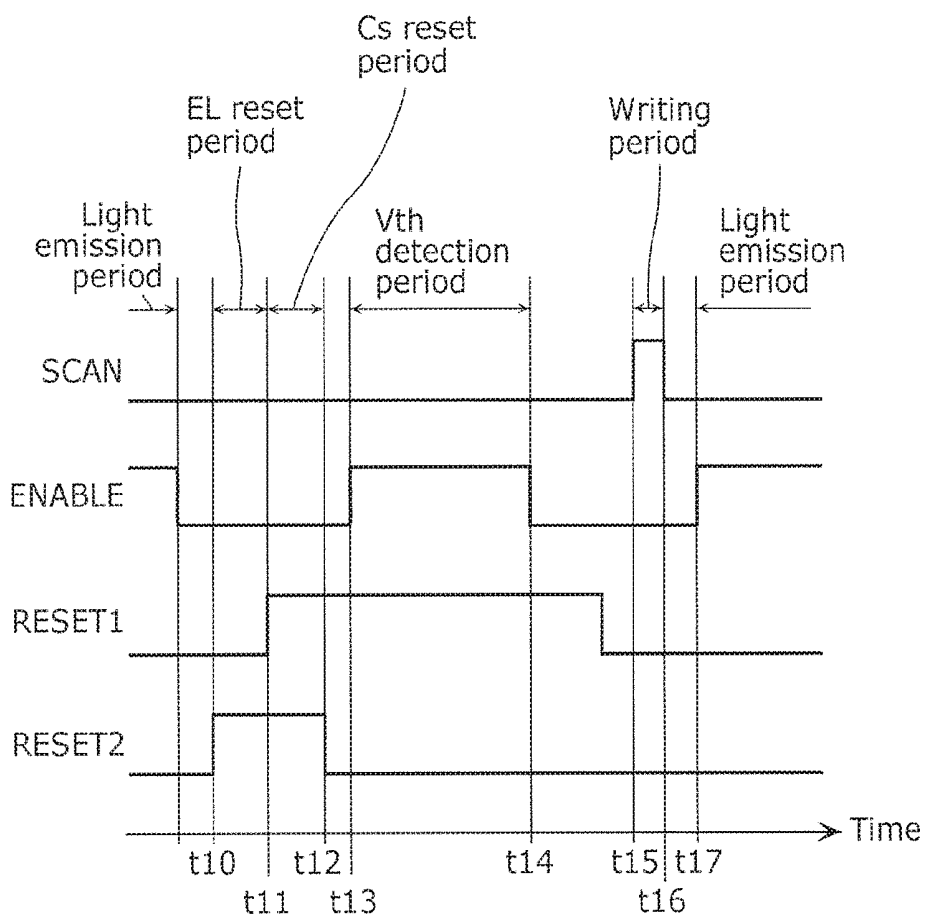 Cs reset
period
EL reset
period
Writing
period
Light
emission
period
Vth
detection
period
Light
emission
period
SCAN
ENABLE
RESET1
RESET2
Time
t10
t11
t12
t13
t14
t15
t16
t17